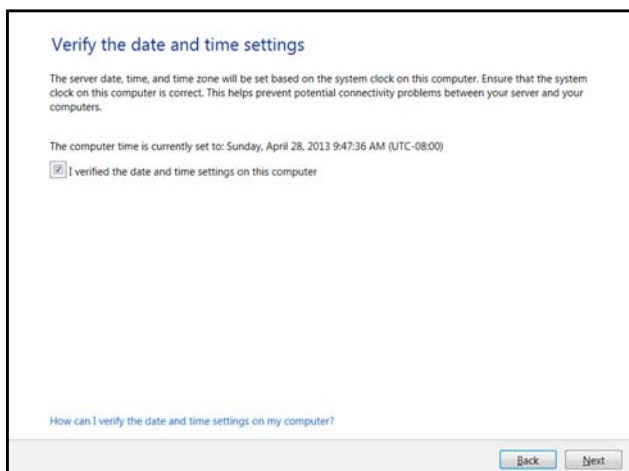 Verify the date and time settings
The server date, time, and time zone will be set based on the system clock on this computer. Ensure that the system
clock on this computer is correct. This helps prevent potential connectivity problems between your server and your
computers.
The computer time is currently set to: Sunday, April 28, 2013 9:47:36 AM (UTC-08:00)
I verified the date and time settings on this computer
How can I verify the date and time settings on my computer?
Back Next